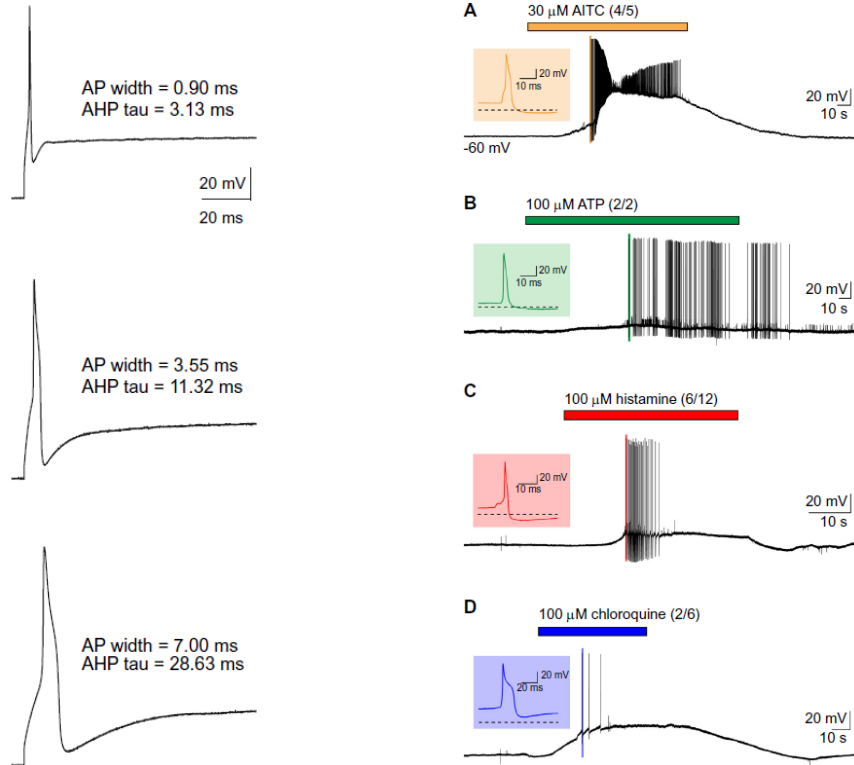 AP width = 0.90 ms
AHP tau = 3.13 ms
20 mV
20 ms
AP width = 3.55 ms
AHP tau = 11.32 ms
AP width = 7.00 ms
AHP tau = 28.63 ms
A
30 μM AITC (4/5)
20 mV
10 ms
20 mV
10 s
-60 mV
B
100 μM ATP (2/2)
20 mV
10 ms
20 mV
10 s
C
100 μM histamine (6/12)
20 mV
10 ms
20 mV
10 s
D
100 μM chloroquine (2/6)
20 mV
20 ms
20 mV
10 s